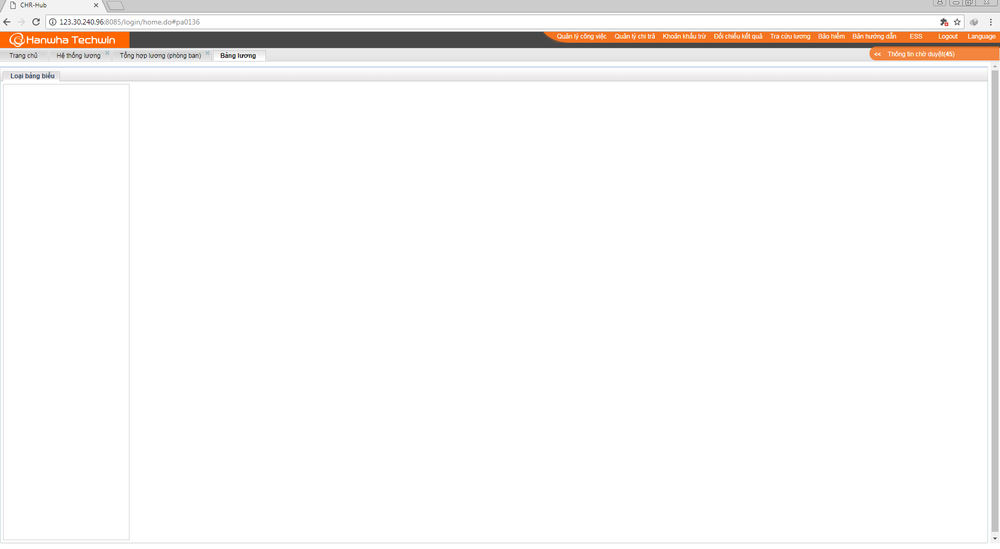 CHR-Hub
123.30.240.96:8085/login/home.do#pa0136
Hanwha Techwin
Quản lý công việc Quản lý chi trả Khoản khấu trừ Đối chiếu kết quả Tra cứu lương Bảo hiểm Bản hướng dẫn ESS Logout Language
Trang chủ Hệ thống lương Tổng hợp lương (phòng ban) Bảng lương
<< Thông tin chờ duyệt(45)
Loại bảng biểu